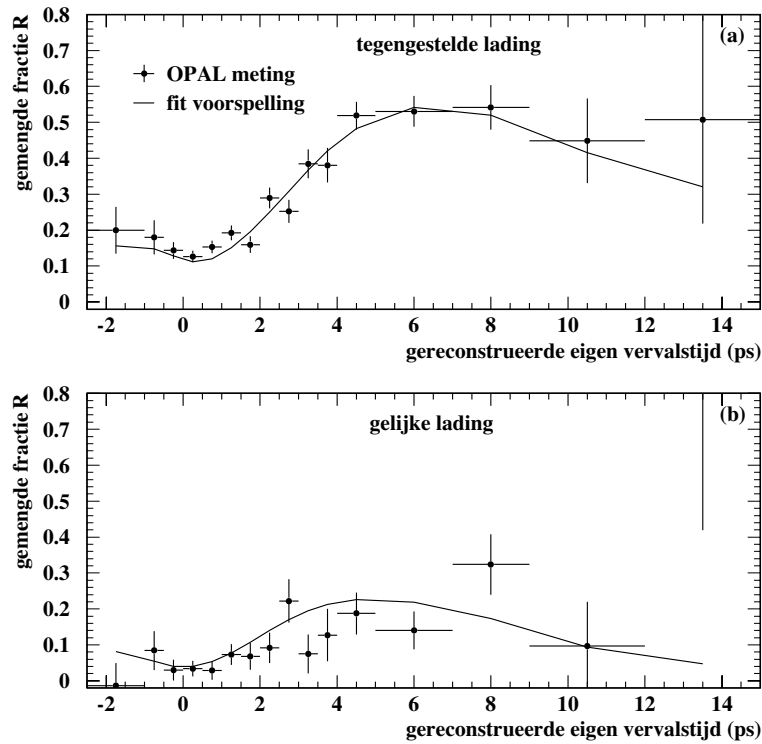 (a)
tegengestelde lading
OPAL meting
fit voorspelling
gemengde fractie R
0.8
0.7
0.6
0.5
0.4
0.3
0.2
0.1
0
-2 0 2 4 6 8 10 12 14
gereconstrueerde eigen vervalstijd (ps)
(b)
gelijke lading
gemengde fractie R
0.8
0.7
0.6
0.5
0.4
0.3
0.2
0.1
0
-2 0 2 4 6 8 10 12 14
gereconstrueerde eigen vervalstijd (ps)